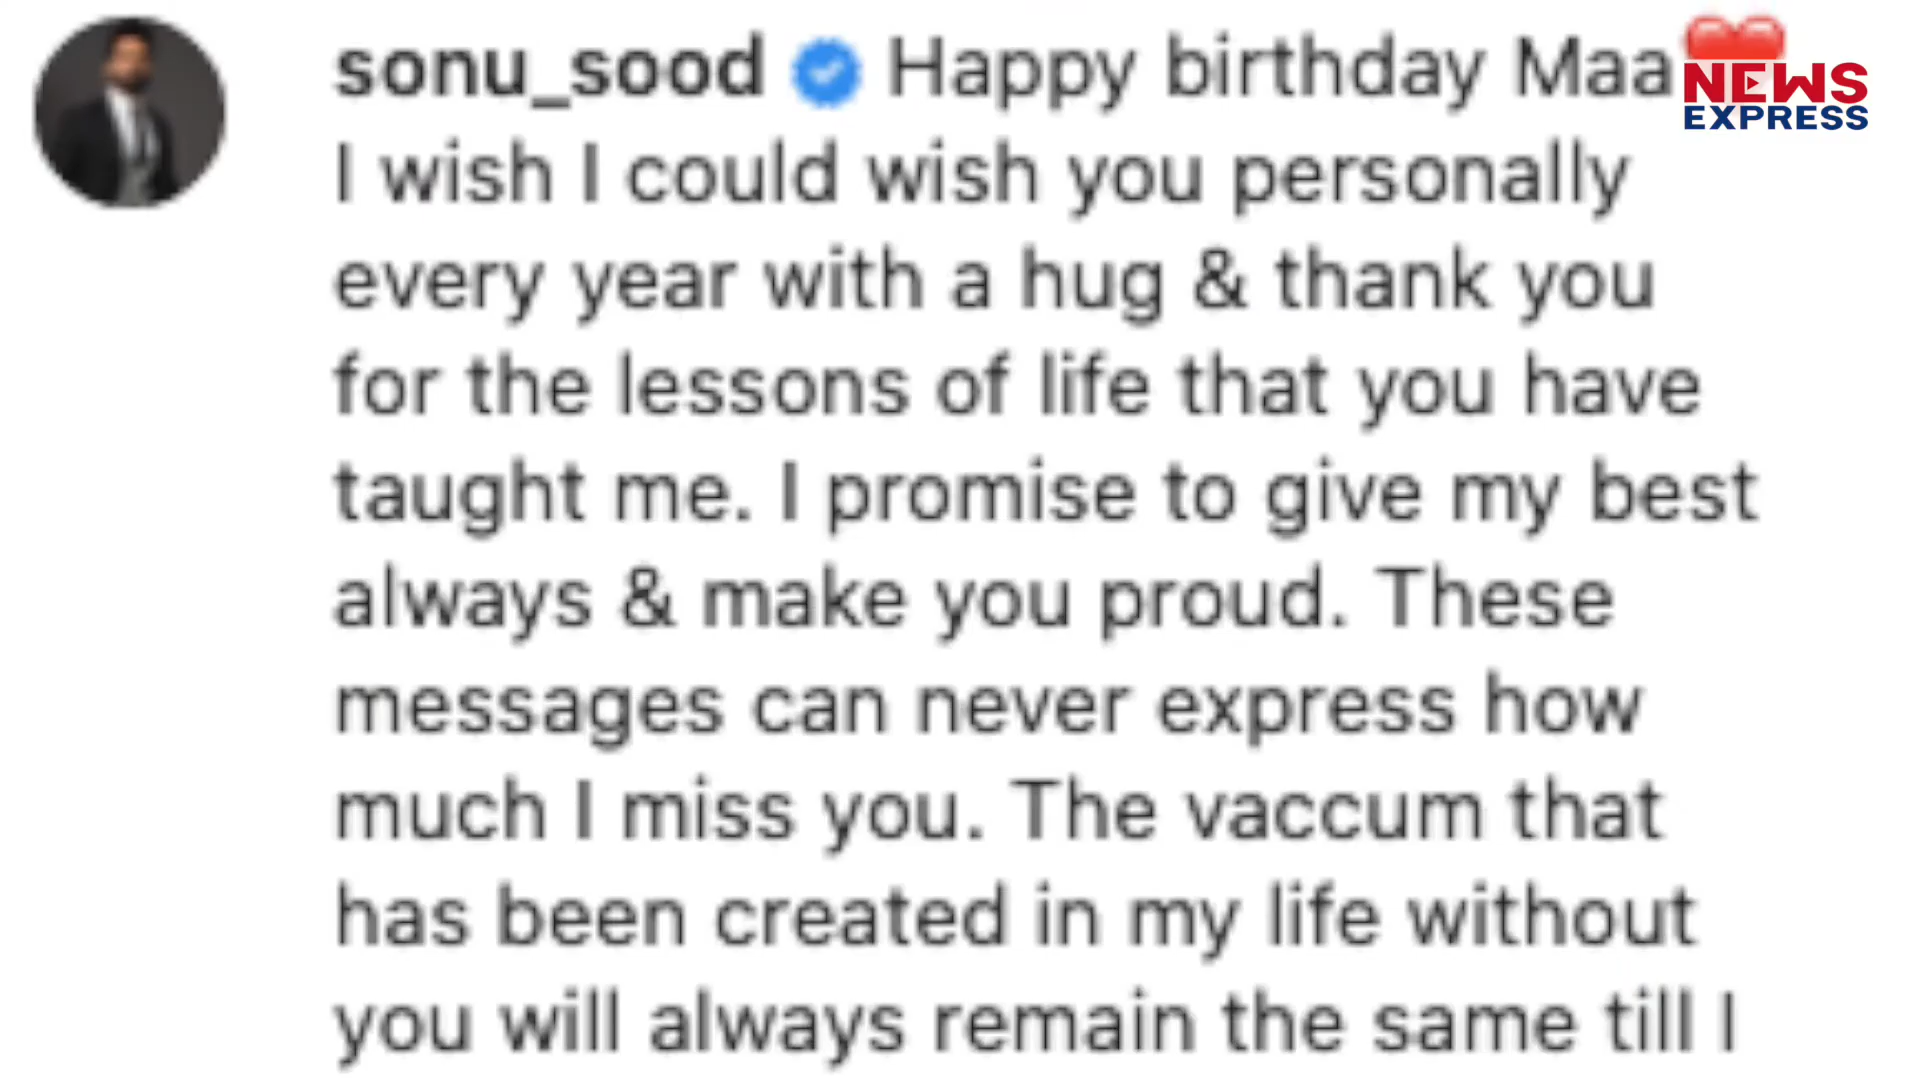 sonu_sood Happy birthday Maa
I wish I could wish you personally
every year with a hug & thank you
for the lessons of life that you have
taught me. I promise to give my best
always & make you proud. These
messages can never express how
much I miss you. The vaccum that
has been created in my life without
you will always remain the same till I
NEWS
EXPRESS